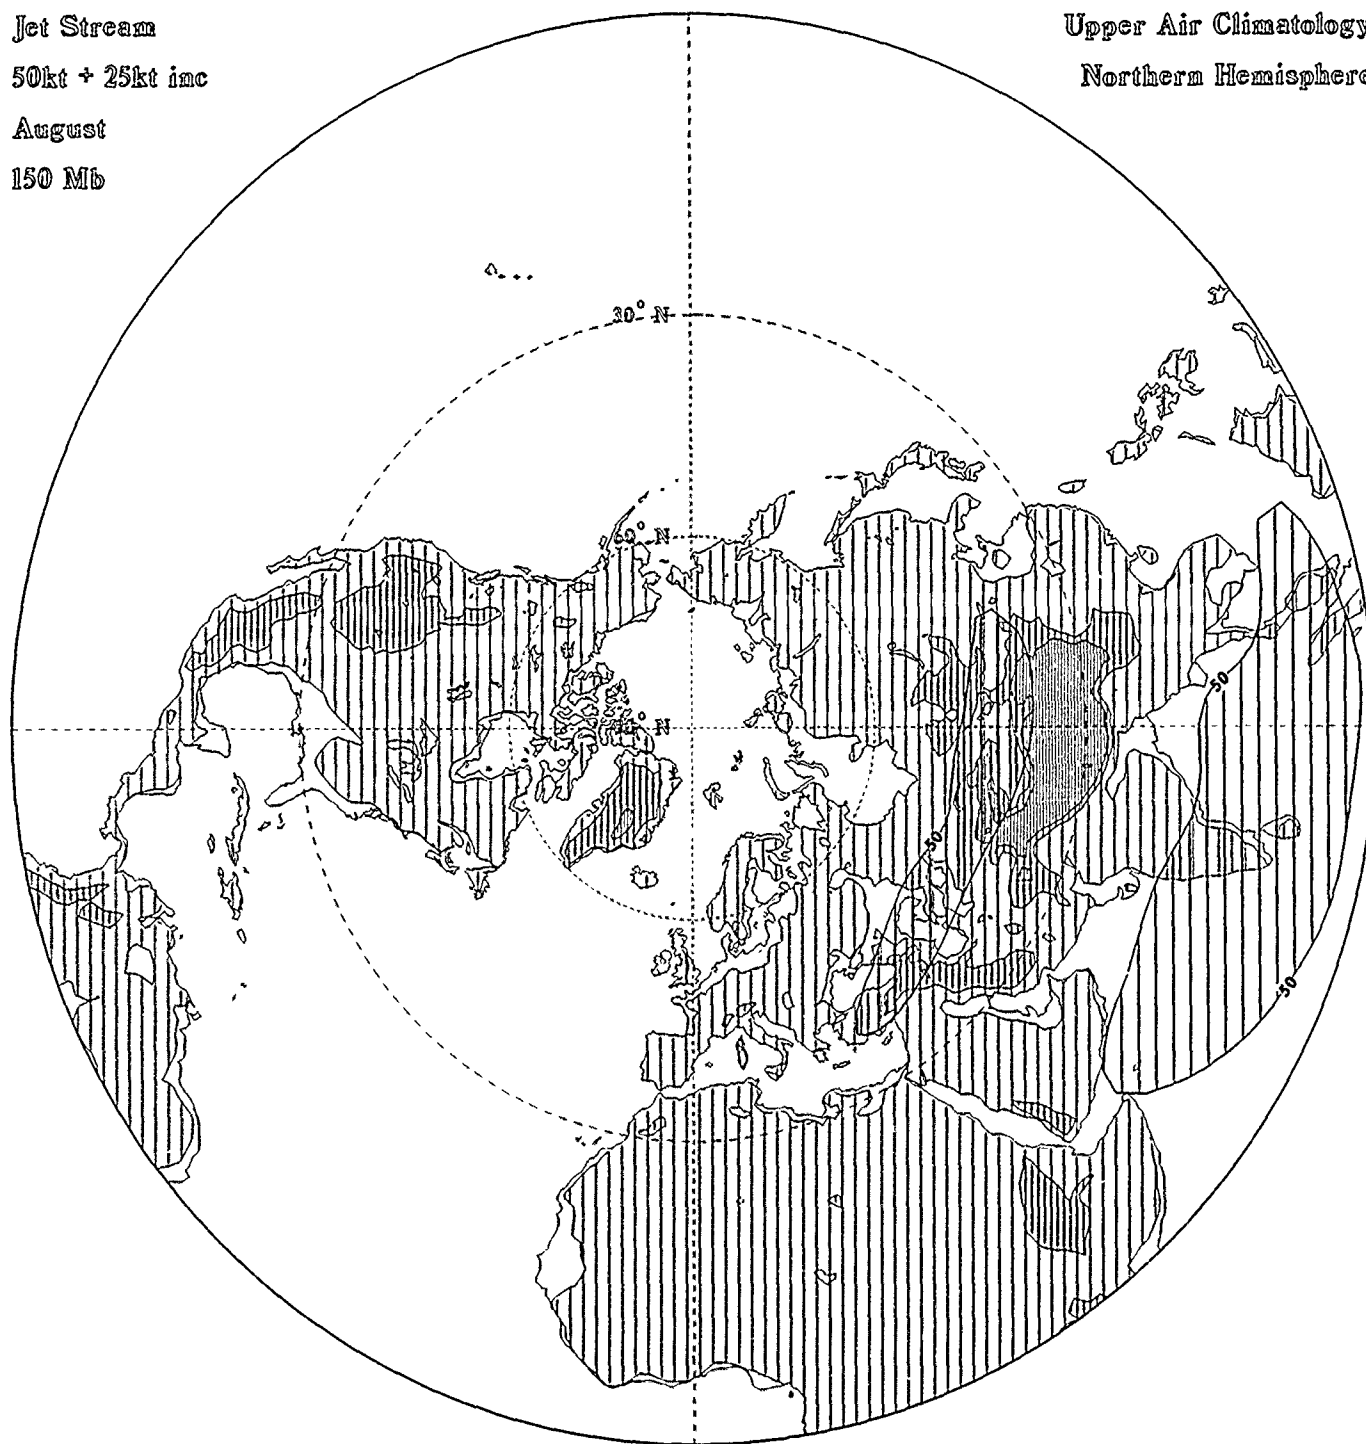 Jet Stream
50kt + 25kt inc
August
150 Mb
Upper Air Climatology
Northern Hemisphere
30° N
60° N
° N
50
50
50